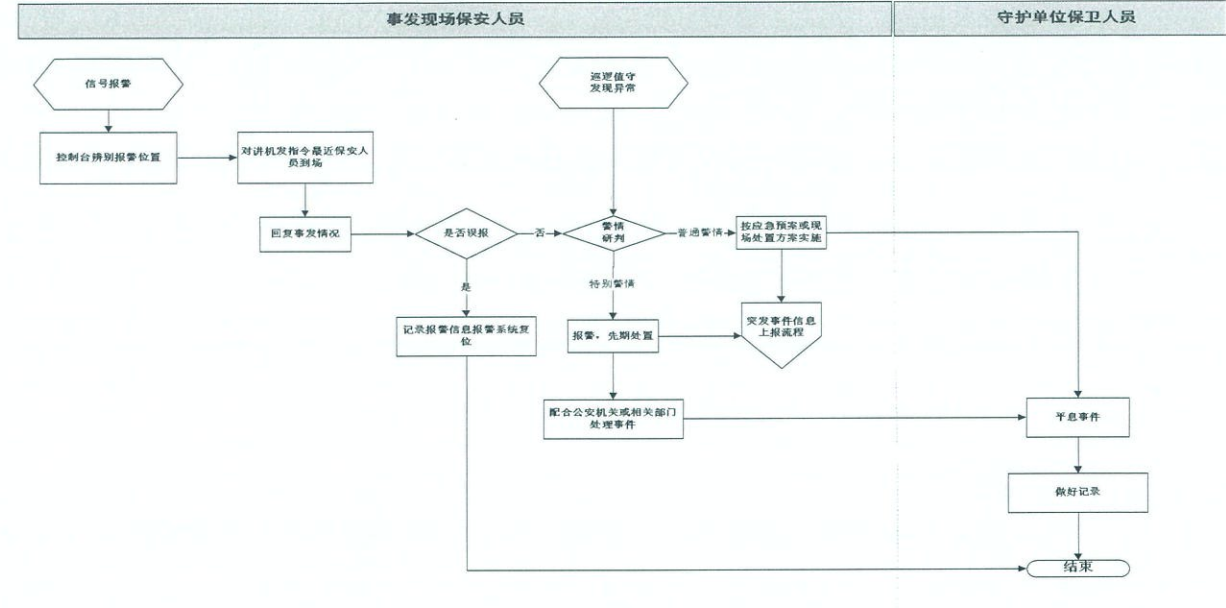 事发现场保安人员
守护单位保卫人员
信号报警
巡逻值守
发现异常
控制台辨别报警位置
对讲机发指令最近保安人
员到场
回复事发情况
是否误报
否
警情
研判
普通警情
按应急预案或现
场处置方案实施
是
特别警情
记录报警信息报警系统复
位
报警，先期处置
突发事件信息
上报流程
配合公安机关或相关部门
处理事件
平息事件
做好记录
结束